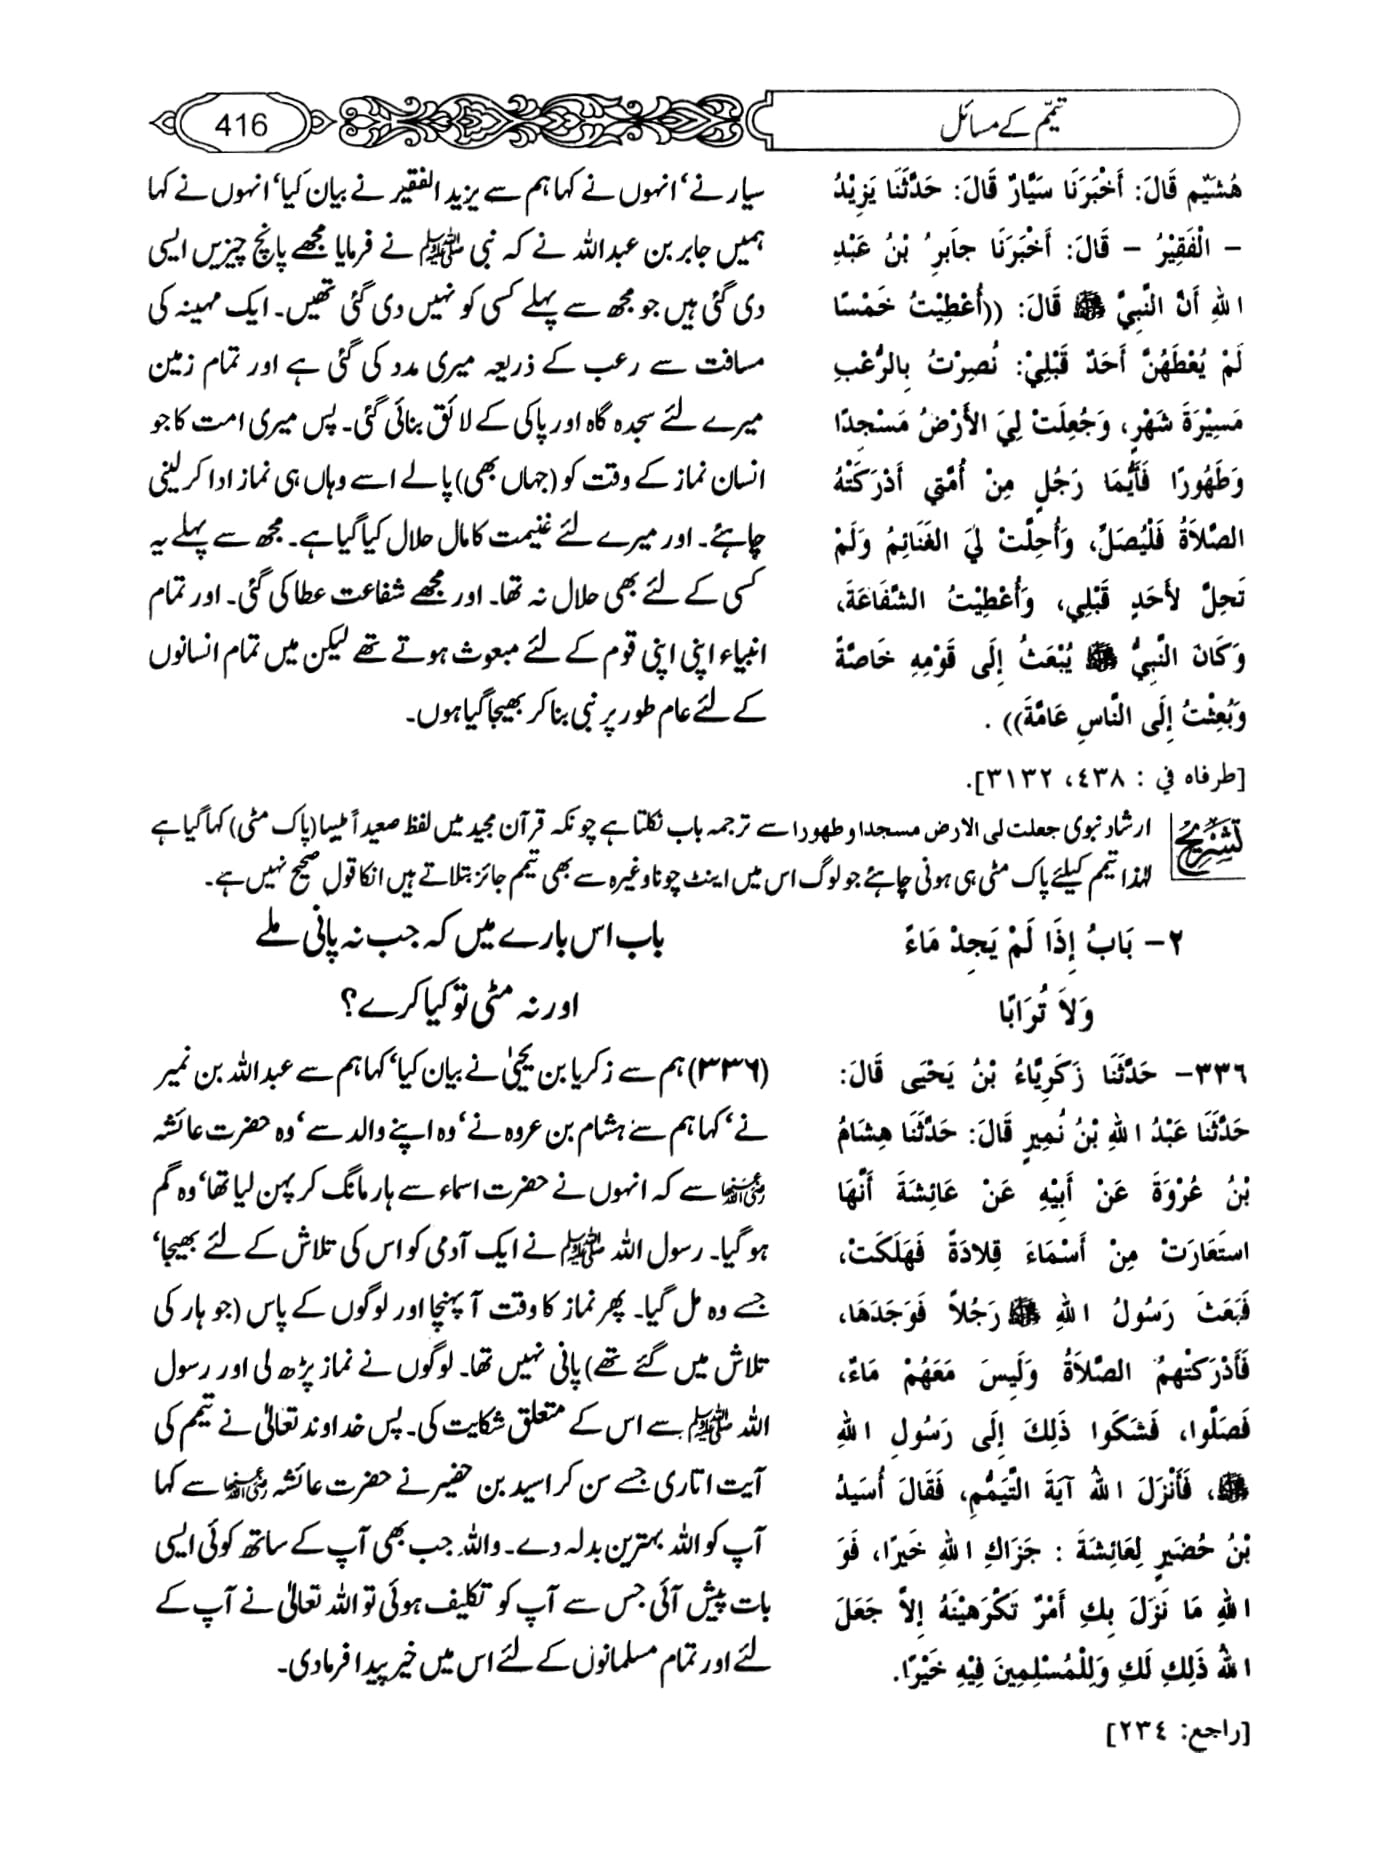 تیمّم کے مسائل
416
هُشَيْمٌ قَالَ: أَخْبَرَنَا سَيَّارٌ قَالَ: حَدَّثَنَا يَزِيْدُ
– الْفَقِيْرُ – قَالَ: أَخْبَرَنَا جَابِرُ بْنُ عَبْدِ
اللهِ أَنَّ النَّبِيَّ ﷺ قَالَ: ((أُعْطِيْتُ خَمْسًا
لَمْ يُعْطَهُنَّ أَحَدٌ قَبْلِيْ: نُصِرْتُ بِالرُّعْبِ
مَسِيْرَةَ شَهْرٍ، وَجُعِلَتْ لِيَ الأَرْضُ مَسْجِدًا
وَطَهُورًا فَأَيُّمَا رَجُلٍ مِنْ أُمَّتِي أَدْرَكَتْهُ
الصَّلاَةُ فَلْيُصَلِّ، وَأُحِلَّتْ لِيَ الغَنَائِمُ وَلَمْ
تَحِلَّ لأَحَدٍ قَبْلِي، وَأُعْطِيْتُ الشَّفَاعَةَ،
وَكَانَ النَّبِيُّ ﷺ يُبْعَثُ إِلَى قَوْمِهِ خَاصَّةً
وَبُعِثْتُ إِلَى النَّاسِ عَامَّةً)) .
[طرفاه في : ٤٣٨، ٣١٣٢].
سیار نے‘ انہوں نے کہا ہم سے یزید الفقیر نے بیان کیا‘ انہوں نے کہا
ہمیں جابر بن عبداللہ نے کہ نبی ﷺ نے فرمایا مجھے پانچ چیزیں ایسی
دی گئی ہیں جو مجھ سے پہلے کسی کو نہیں دی گئی تھیں۔ ایک مہینہ کی
مسافت سے رعب کے ذریعہ میری مدد کی گئی ہے اور تمام زمین
میرے لئے سجدہ گاہ اور پاکی کے لائق بنائی گئی۔ پس میری امت کا جو
انسان نماز کے وقت کو (جہاں بھی) پالے اسے وہاں ہی نماز ادا کر لینی
چاہئے۔ اور میرے لئے غنیمت کا مال حلال کیا گیا ہے۔ مجھ سے پہلے یہ
کسی کے لئے بھی حلال نہ تھا۔ اور مجھے شفاعت عطا کی گئی۔ اور تمام
انبیاء اپنی اپنی قوم کے لئے مبعوث ہوتے تھے لیکن میں تمام انسانوں
کے لئے عام طور پر نبی بنا کر بھیجا گیا ہوں۔
تشریح
ارشاد نبوی جعلت لی الارض مسجدا و طھورا سے ترجمہ باب نکلتا ہے چونکہ قرآن مجید میں لفظ صعیداً طیبا (پاک مٹی) کہا گیا ہے
لہٰذا تیمم کیلئے پاک مٹی ہی ہونی چاہئے جو لوگ اس میں اینٹ چونا وغیرہ سے بھی تیمم جائز بتلاتے ہیں انکا قول صحیح نہیں ہے۔
٢- بَابُ إِذَا لَمْ يَجِدْ مَاءً
وَلاَ تُرَابًا
باب اس بارے میں کہ جب نہ پانی ملے
اور نہ مٹی تو کیا کرے؟
٣٣٦- حَدَّثَنَا زَكَرِيَّاءُ بْنُ يَحْيَى قَالَ:
حَدَّثَنَا عَبْدُ اللهِ بْنُ نُمِيرٍ قَالَ: حَدَّثَنَا هِشَامُ
بْنُ عُرْوَةَ عَنْ أَبِيْهِ عَنْ عَائِشَةَ أَنَّهَا
اسْتَعَارَتْ مِنْ أَسْمَاءَ قِلادَةً فَهَلَكَتْ،
فَبَعَثَ رَسُولُ اللهِ ﷺ رَجُلاً فَوَجَدَهَا،
فَأَدْرَكَتْهُمُ الصَّلاَةُ وَلَيسَ مَعَهُمْ مَاءٌ،
فَصَلَّوا، فَشَكَوا ذَلِكَ إِلَى رَسُولِ اللهِ
ﷺ، فَأَنْزَلَ اللهُ آيَةَ التَّيَمُّمِ، فَقَالَ أُسَيدُ
بْنُ حُضَيرٍ لِعَائِشَةَ : جَزَاكِ اللهِ خَيرًا، فَوَ
اللهِ مَا نَزَلَ بِكِ أَمْرٌ تَكْرَهِيْنَهُ إِلاَّ جَعَلَ
اللهُ ذَلِكِ لَكِ وَلِلْمُسْلِمِينَ فِيْهِ خَيْرًا.
[راجع: ٢٣٤]
(۳۳۶) ہم سے زکریا بن یحییٰ نے بیان کیا‘ کہا ہم سے عبداللہ بن نمیر
نے‘ کہا ہم سے ہشام بن عروہ نے‘ وہ اپنے والد سے‘ وہ حضرت عائشہ
رضی اللہ عنہا سے کہ انہوں نے حضرت اسماء سے ہار مانگ کر پہن لیا تھا‘ وہ گم
ہو گیا۔ رسول اللہ ﷺ نے ایک آدمی کو اس کی تلاش کے لئے بھیجا‘
جسے وہ مل گیا۔ پھر نماز کا وقت آ پہنچا اور لوگوں کے پاس (جو ہار کی
تلاش میں گئے تھے) پانی نہیں تھا۔ لوگوں نے نماز پڑھ لی اور رسول
اللہ ﷺ سے اس کے متعلق شکایت کی۔ پس خداوند تعالیٰ نے تیمم کی
آیت اتاری جسے سن کر اسید بن حضیر نے حضرت عائشہ رضی اللہ عنہا سے کہا
آپ کو اللہ بہترین بدلہ دے۔ واللہ جب بھی آپ کے ساتھ کوئی ایسی
بات پیش آئی جس سے آپ کو تکلیف ہوئی تو اللہ تعالیٰ نے آپ کے
لئے اور تمام مسلمانوں کے لئے اس میں خیر پیدا فرما دی۔